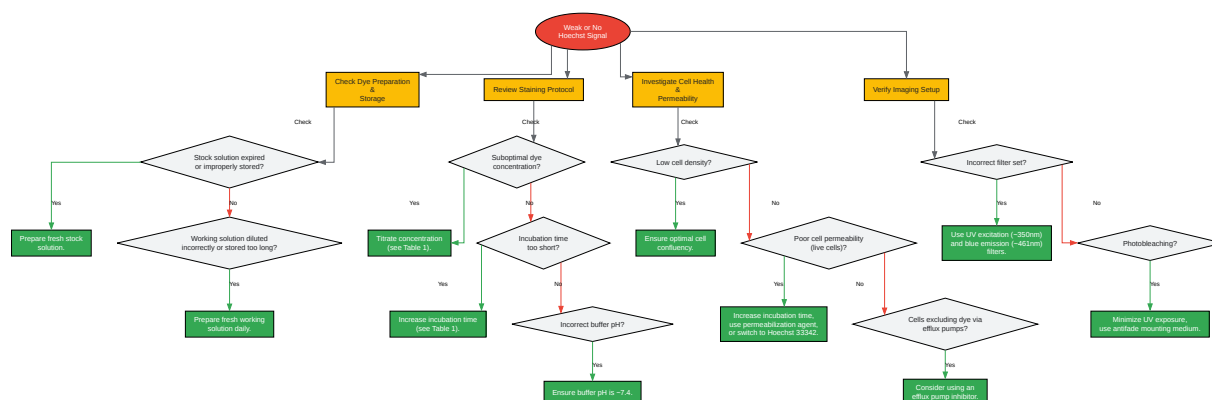 Weak or No
Hoechst Signal
Check Dye Preparation
&
Storage
Review Staining Protocol
Investigate Cell Health
&
Permeability
Verify Imaging Setup
Check
Check
Check
Check
Stock solution expired
or improperly stored?
Suboptimal dye
concentration?
Low cell density?
Incorrect filter set?
Yes
No
Yes
No
Yes
No
Yes
No
Prepare fresh stock
solution.
Working solution diluted
incorrectly or stored too long?
Titrate concentration
(see Table 1).
Incubation time
too short?
Ensure optimal cell
confluency.
Poor cell permeability
(live cells)?
Use UV excitation (~350nm)
and blue emission (~461nm)
filters.
Photobleaching?
Yes
Yes
No
Yes
No
Yes
Prepare fresh working
solution daily.
Increase incubation time
(see Table 1).
Incorrect buffer pH?
Increase incubation time,
use permeabilization agent,
or switch to Hoechst 33342.
Cells excluding dye via
efflux pumps?
Minimize UV exposure,
use antifade mounting medium.
Yes
Yes
Ensure buffer pH is ~7.4.
Consider using an
efflux pump inhibitor.